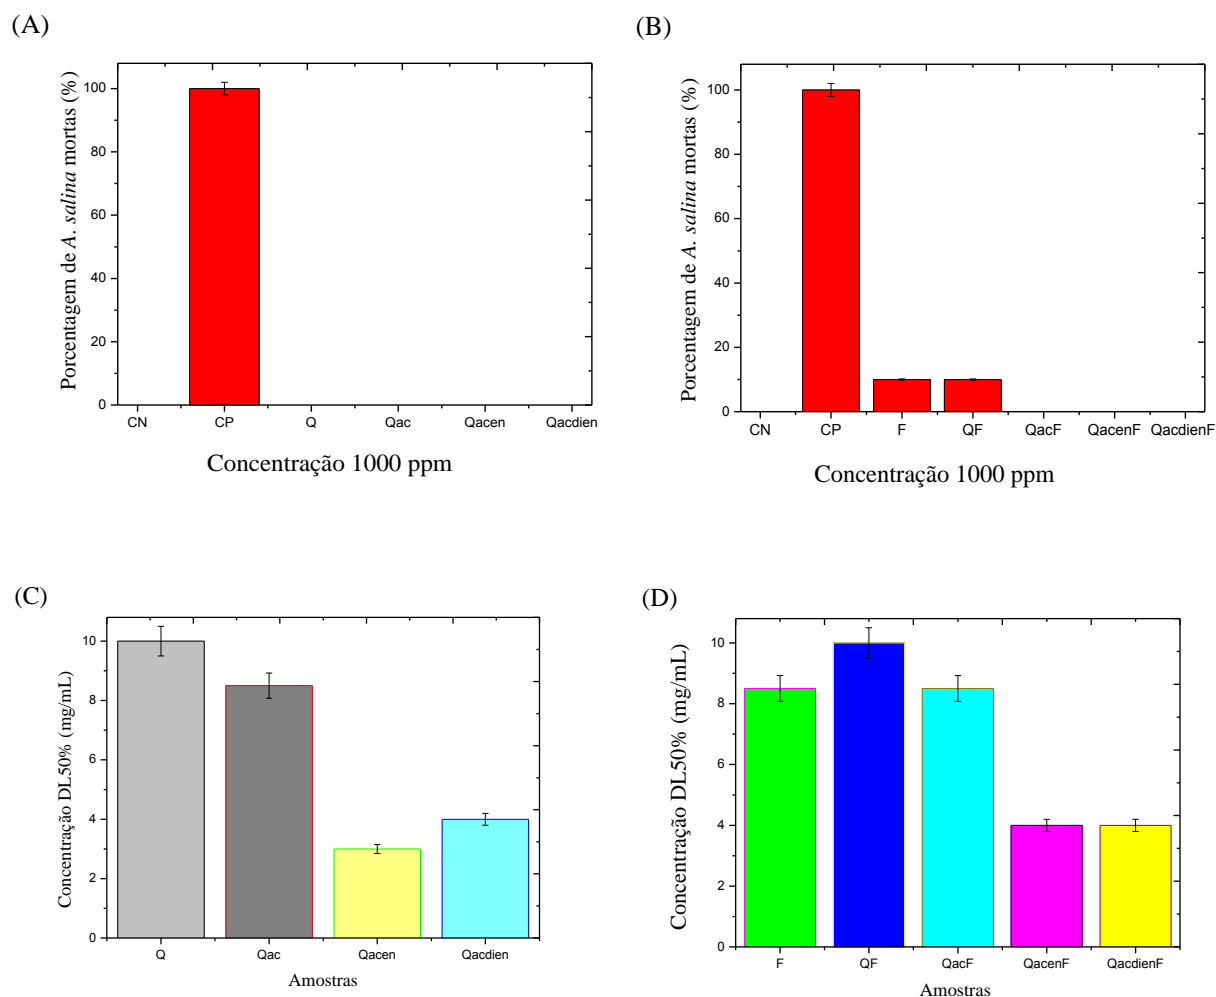 (A)
Porcentagem de A. salina mortas (%)
100
80
60
40
20
0
CN CP Q Qac Qacen Qacdien
Concentração 1000 ppm
(B)
Porcentagem de A. salina mortas (%)
100
80
60
40
20
0
CN CP F QF QacF QacenF QacdienF
Concentração 1000 ppm
(C)
Concentração DL50% (mg/mL)
10
8
6
4
2
0
Q Qac Qacen Qacdien
Amostras
(D)
Concentração DL50% (mg/mL)
10
8
6
4
2
0
F QF QacF QacenF QacdienF
Amostras